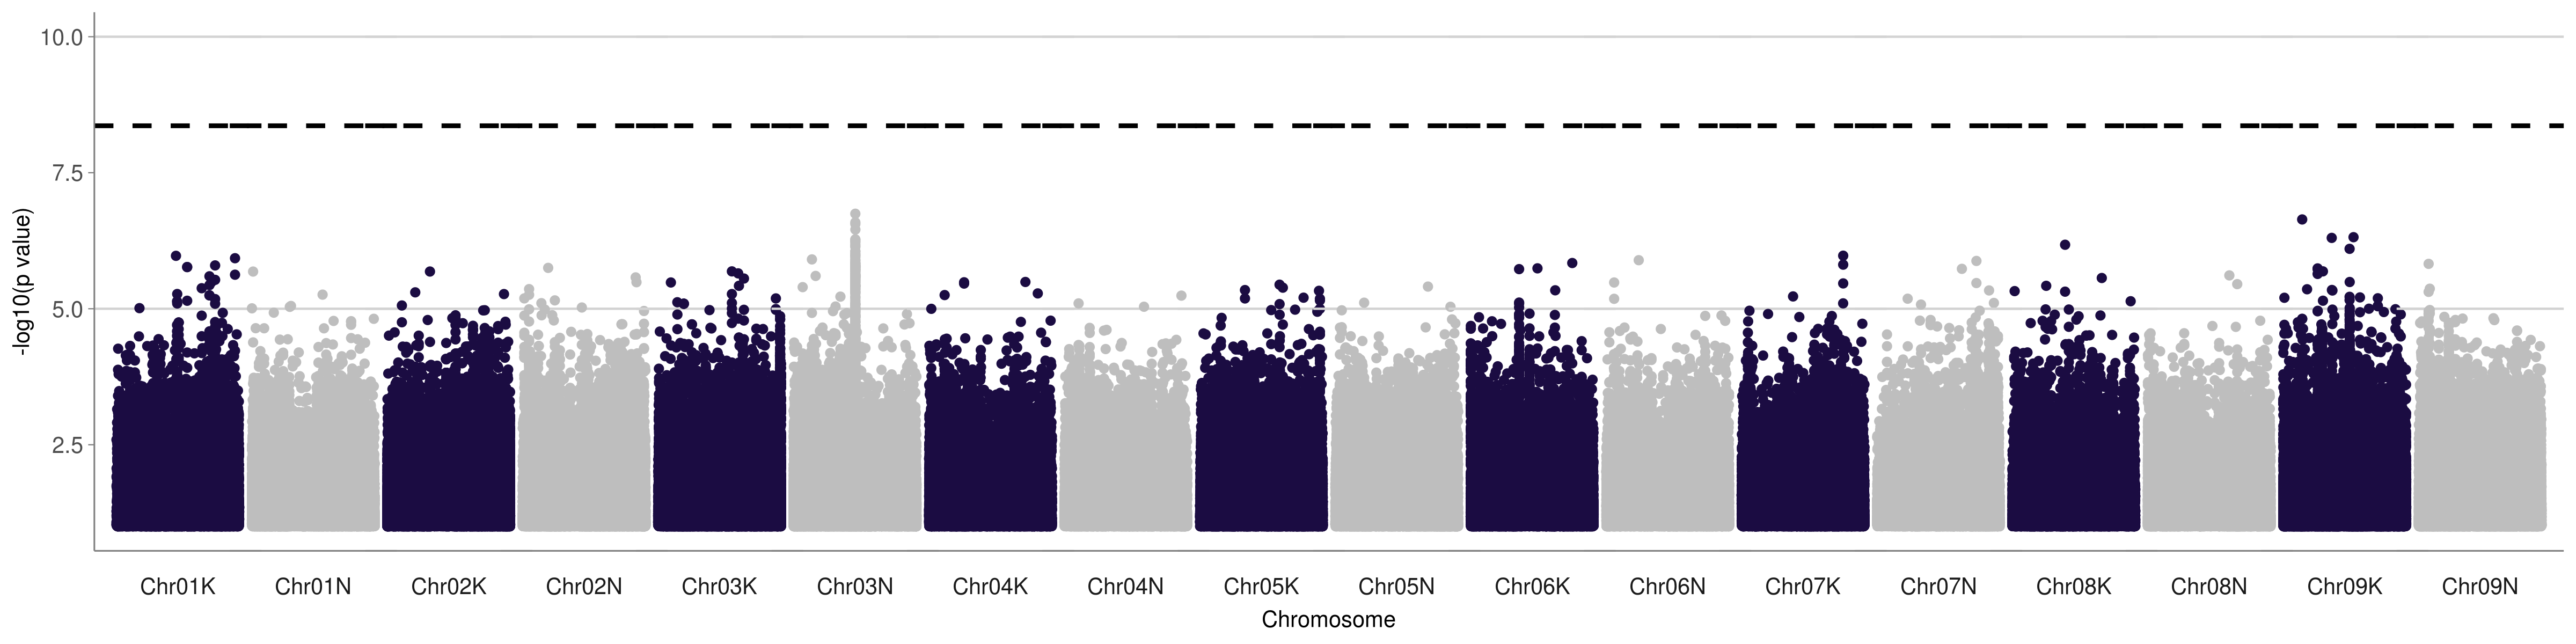 10.0
7.5
5.0
2.5
-log10(p value)
Chr01K Chr01N Chr02K Chr02N Chr03K Chr03N Chr04K Chr04N Chr05K Chr05N Chr06K Chr06N Chr07K Chr07N Chr08K Chr08N Chr09K Chr09N
Chromosome